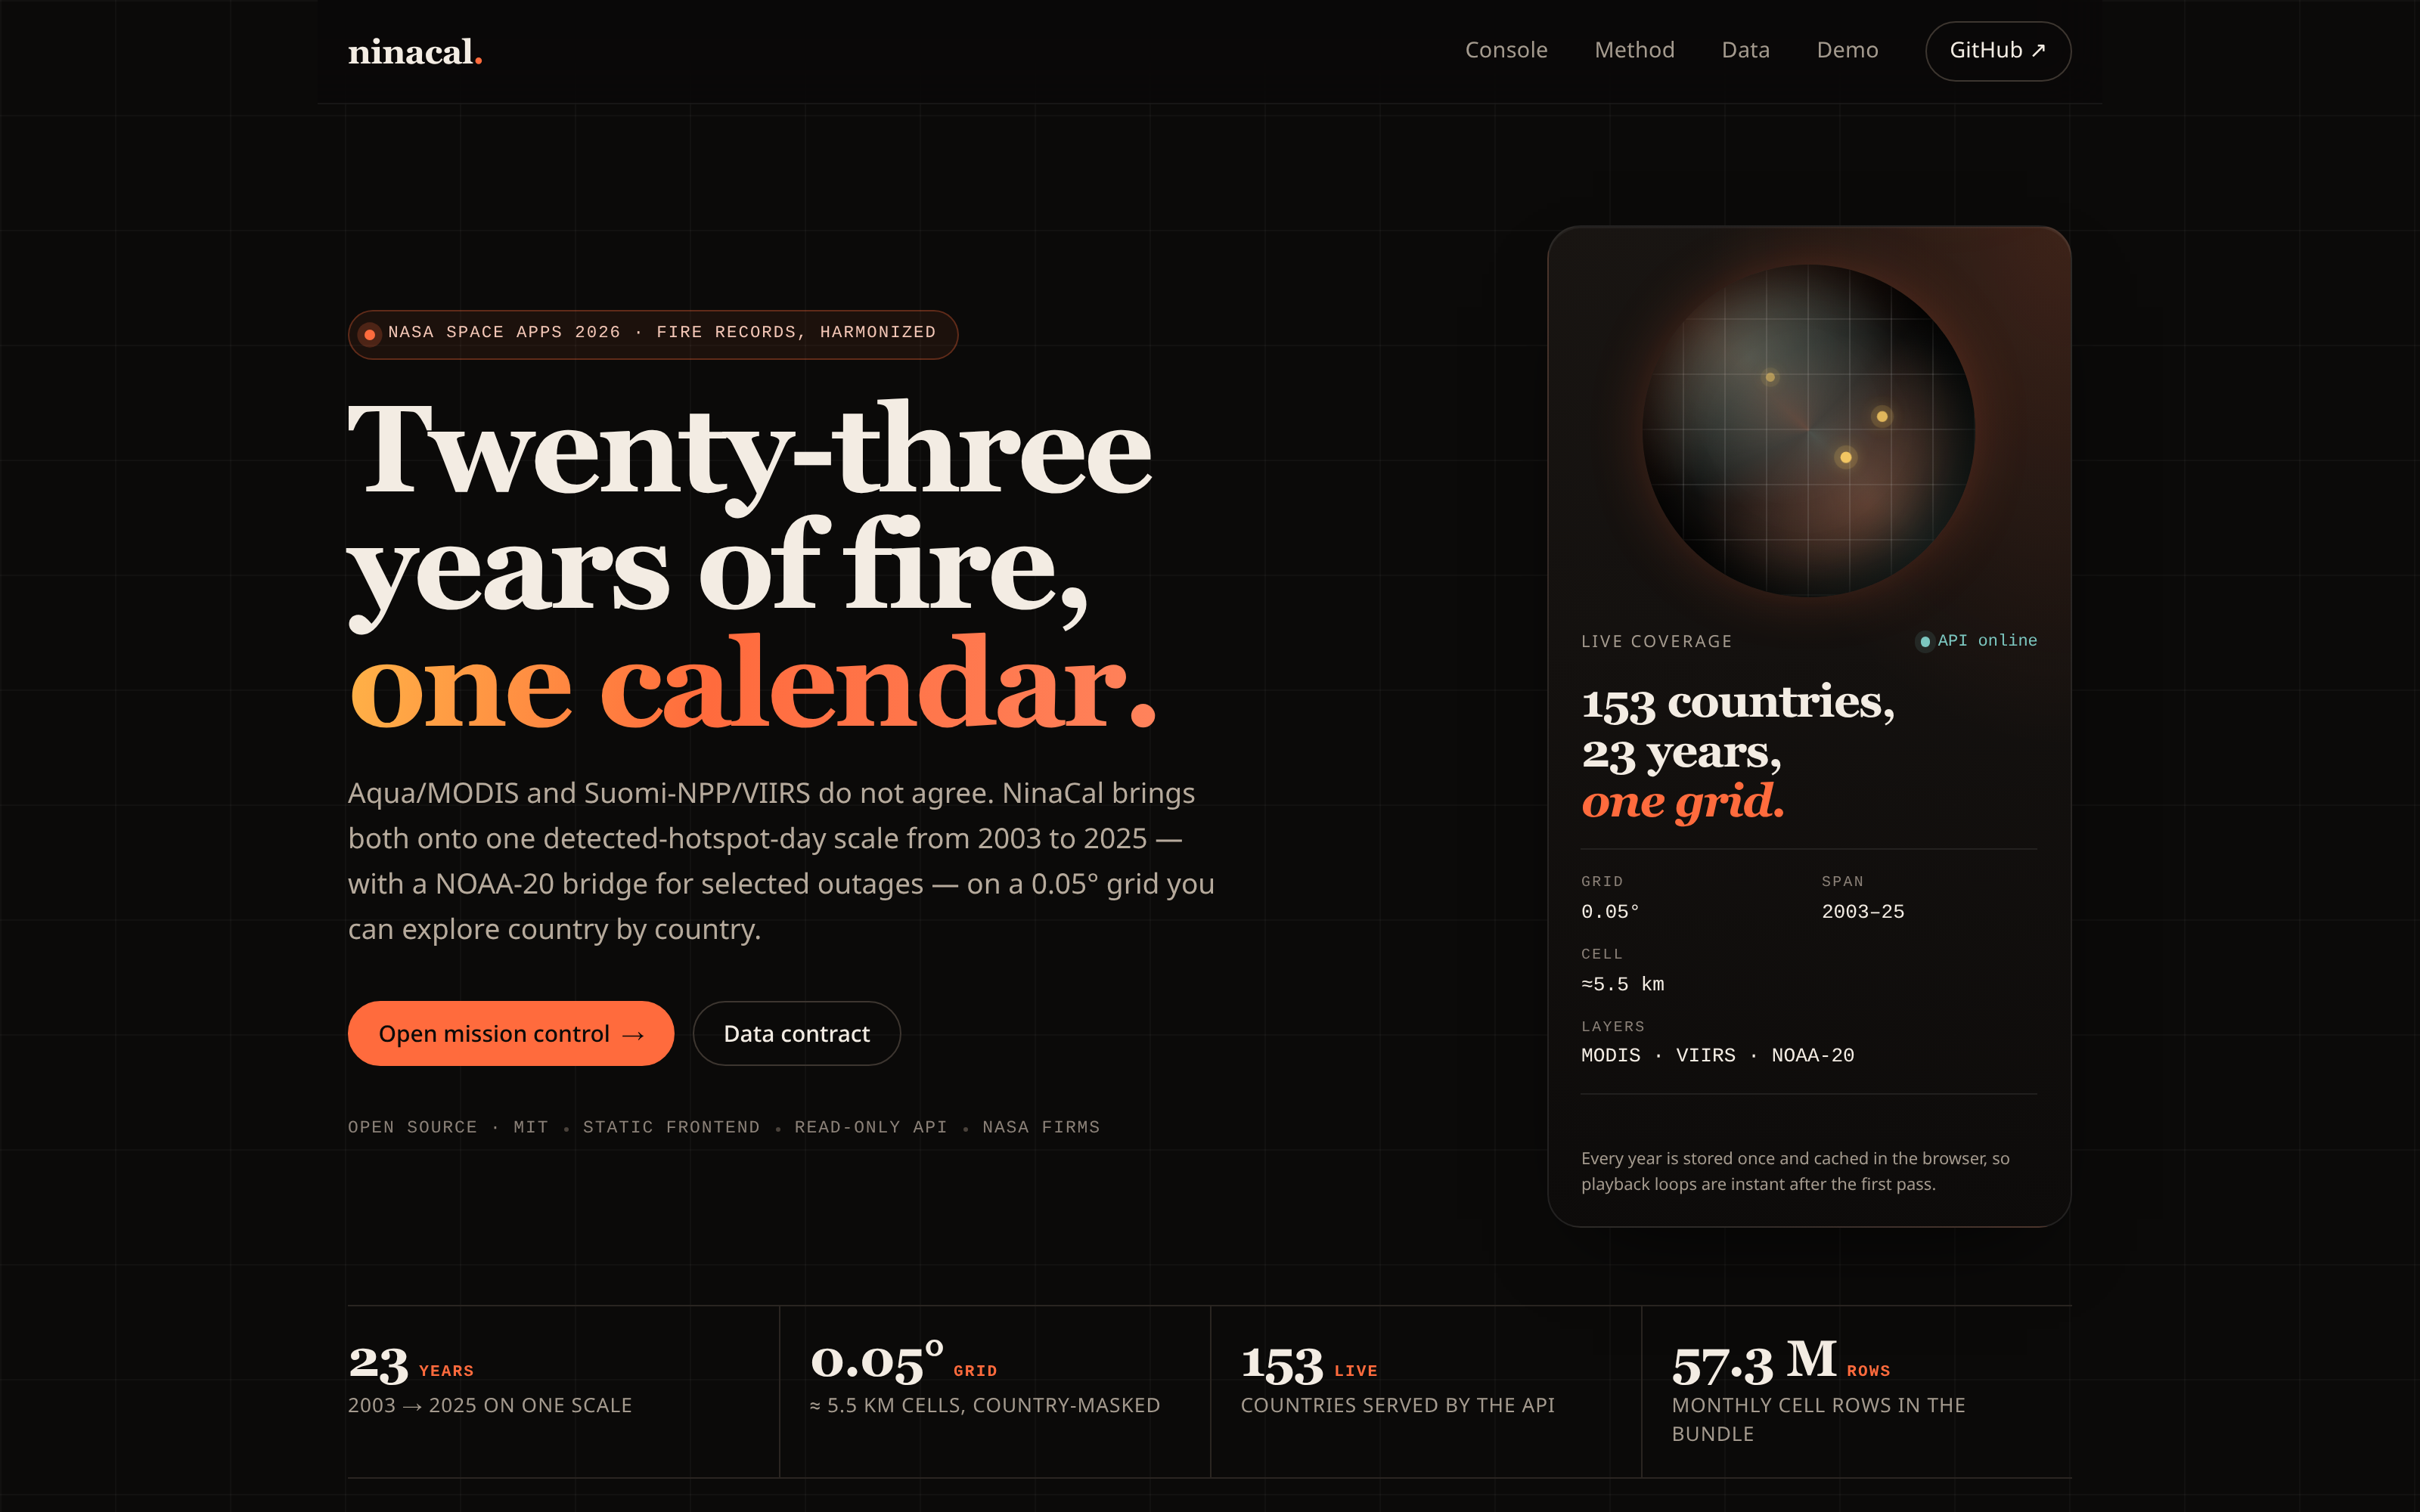 ninacal.
Console
Method
Data
Demo
GitHub ↗
NASA SPACE APPS 2026 · FIRE RECORDS, HARMONIZED
Twenty-three
years of fire,
one calendar.
Aqua/MODIS and Suomi-NPP/VIIRS do not agree. NinaCal brings
both onto one detected-hotspot-day scale from 2003 to 2025 —
with a NOAA-20 bridge for selected outages — on a 0.05° grid you
can explore country by country.
Open mission control →
Data contract
OPEN SOURCE · MIT • STATIC FRONTEND • READ-ONLY API • NASA FIRMS
LIVE COVERAGE
API online
153 countries,
23 years,
one grid.
GRID
0.05°
SPAN
2003–25
CELL
≈5.5 km
LAYERS
MODIS · VIIRS · NOAA-20
Every year is stored once and cached in the browser, so
playback loops are instant after the first pass.
23 YEARS
2003 → 2025 ON ONE SCALE
0.05° GRID
≈ 5.5 KM CELLS, COUNTRY-MASKED
153 LIVE
COUNTRIES SERVED BY THE API
57.3 M ROWS
MONTHLY CELL ROWS IN THE
BUNDLE